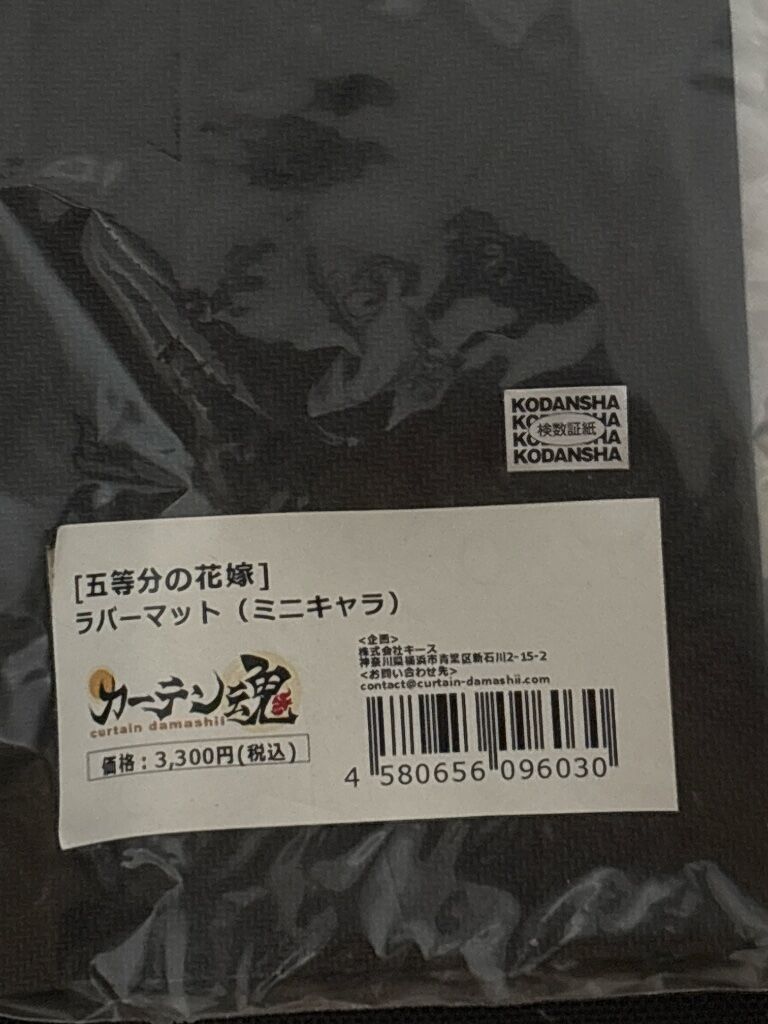 KODANSHA
KODANSHA
検数証紙
KODANSHA
KODANSHA
[五等分の花嫁]
ラバーマット（ミニキャラ）
カーテン魂
curtain damashii
価格：3,300円(税込)
<企画>
株式会社キース
神奈川県横浜市青葉区新石川2-15-2
<お問い合わせ先>
contact@curtain-damashii.com
4 580656 096030